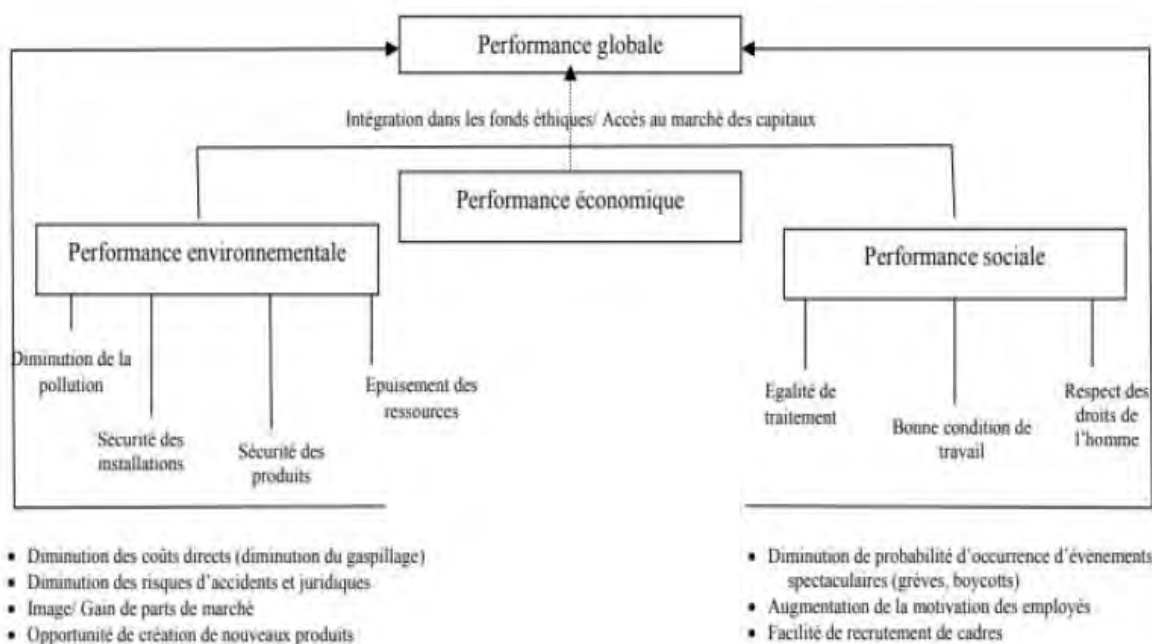 Performance globale
Intégration dans les fonds éthiques/ Accès au marché des capitaux
Performance économique
Performance environnementale
Performance sociale
Diminution de la
pollution
Sécurité des
installations
Sécurité des
produits
Epuisement des
ressources
Egalité de
traitement
Bonne condition de
travail
Respect des
droits de
l'homme
• Diminution des coûts directs (diminution du gaspillage)
• Diminution des risques d'accidents et juridiques
• Image/ Gain de parts de marché
• Opportunité de création de nouveaux produits
• Diminution de probabilité d'occurrence d'évènements
spectaculaires (grèves, boycotts)
• Augmentation de la motivation des employés
• Facilité de recrutement de cadres